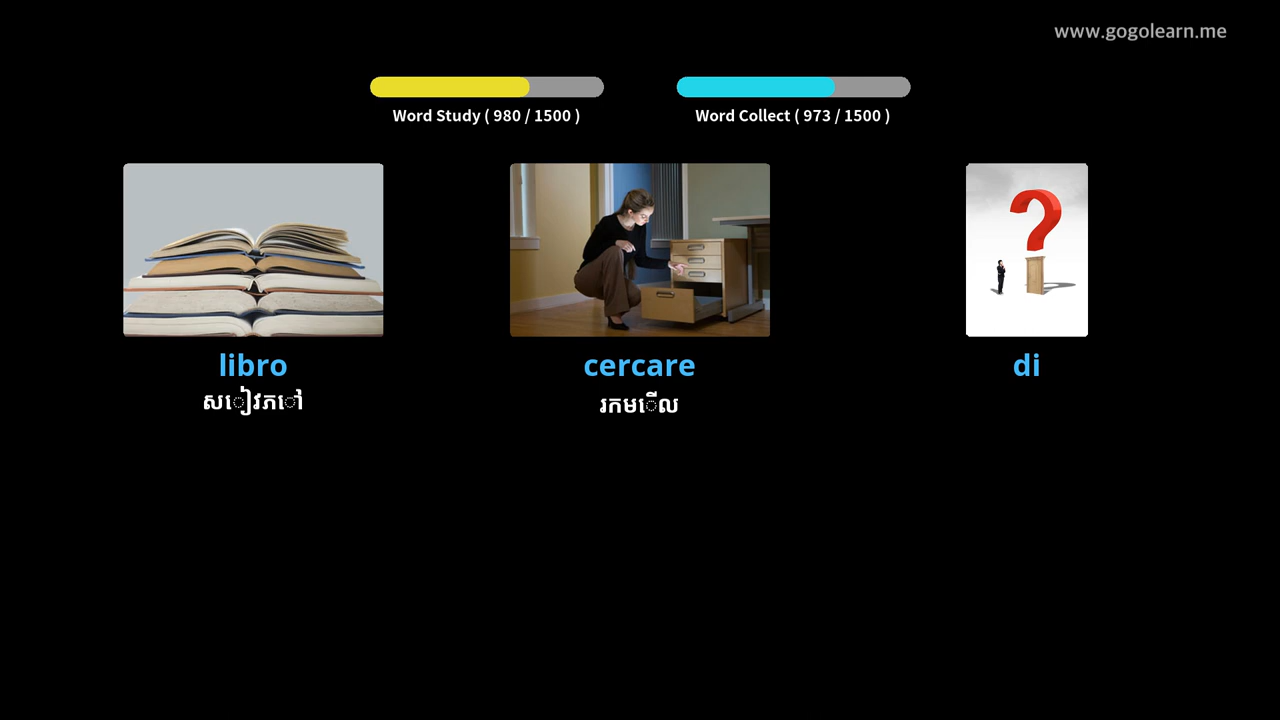 www.gogolearn.me
Word Study ( 980 / 1500 )
Word Collect ( 973 / 1500 )
libro
cercare
di
សៀវភៅ
រកមើល